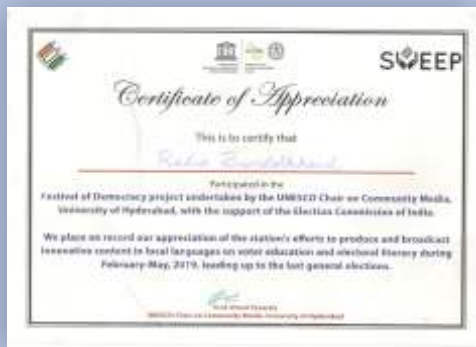 SWEEP
Certificate of Appreciation
This is to certify that
Radio Bundelkhand
Participated in the
Festival of Democracy project undertaken by the UNESCO Chair on Community Media,
University of Hyderabad, with the support of the Election Commission of India.
We place on record our appreciation of the station's efforts to produce and broadcast
innovative content in local languages on voter education and electoral literacy during
February-May, 2019, leading up to the last general elections.
Prof. Vinod Pavarala
UNESCO Chair on Community Media, University of Hyderabad